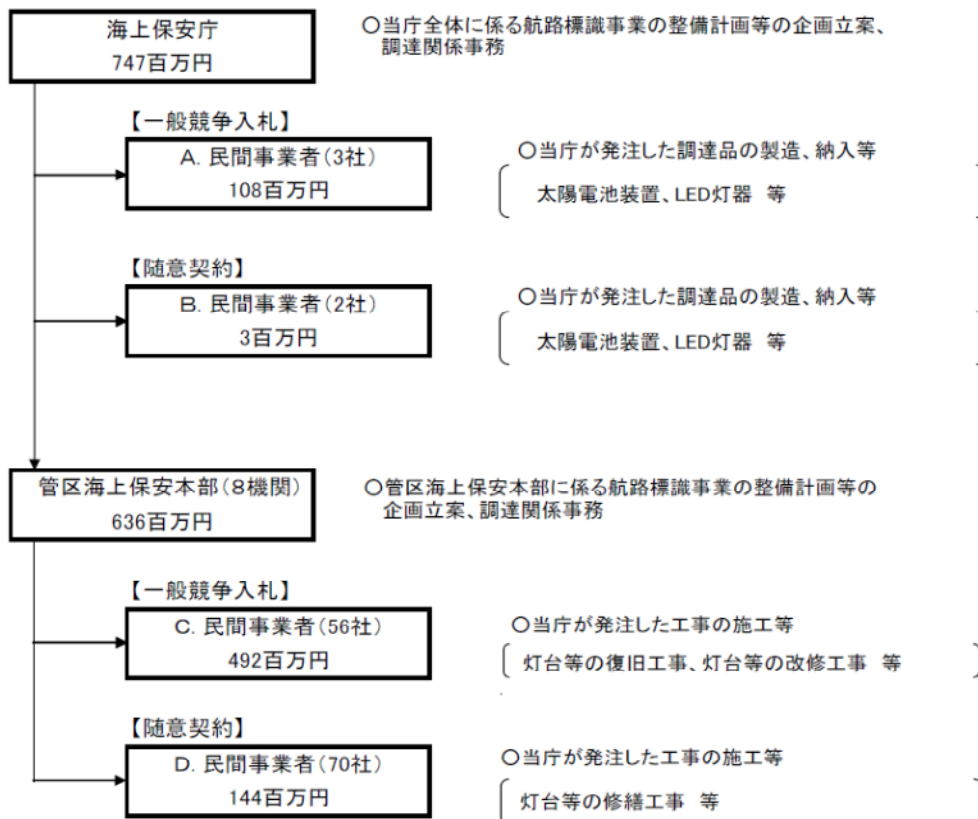 海上保安庁
747百万円
○当庁全体に係る航路標識事業の整備計画等の企画立案、
調達関係事務
【一般競争入札】
A. 民間事業者(3社)
108百万円
○当庁が発注した調達品の製造、納入等
太陽電池装置、LED灯器 等
【随意契約】
B. 民間事業者(2社)
3百万円
○当庁が発注した調達品の製造、納入等
太陽電池装置、LED灯器 等
管区海上保安本部(8機関)
636百万円
○管区海上保安本部に係る航路標識事業の整備計画等の
企画立案、調達関係事務
【一般競争入札】
C. 民間事業者(56社)
492百万円
○当庁が発注した工事の施工等
灯台等の復旧工事、灯台等の改修工事 等
【随意契約】
D. 民間事業者(70社)
144百万円
○当庁が発注した工事の施工等
灯台等の修繕工事 等